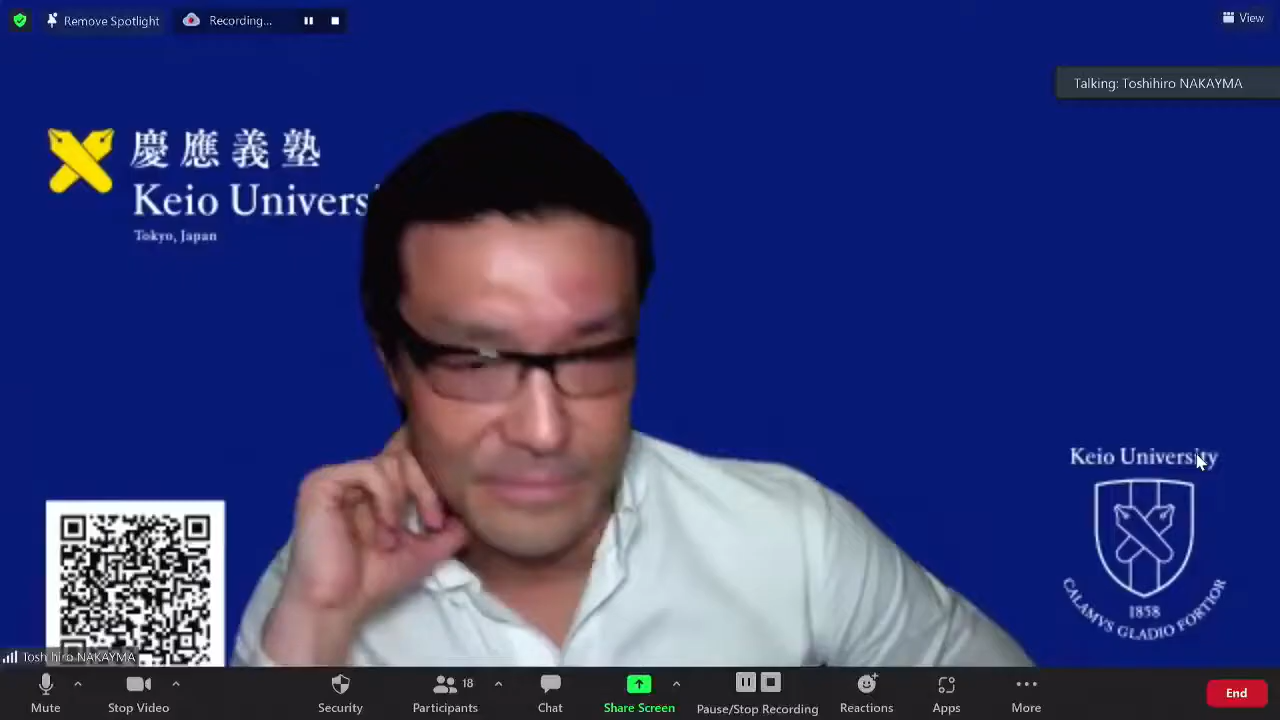 Remove Spotlight
Recording...
View
Talking: Toshihiro NAKAYMA
慶應義塾
Keio Universi
Tokyo, Japan
Keio University
1858
CALAMVS GLADIO FORTIOR
Toshihiro NAKAYMA
Mute
Stop Video
Security
18
Participants
Chat
Share Screen
Pause/Stop Recording
Reactions
Apps
More
End